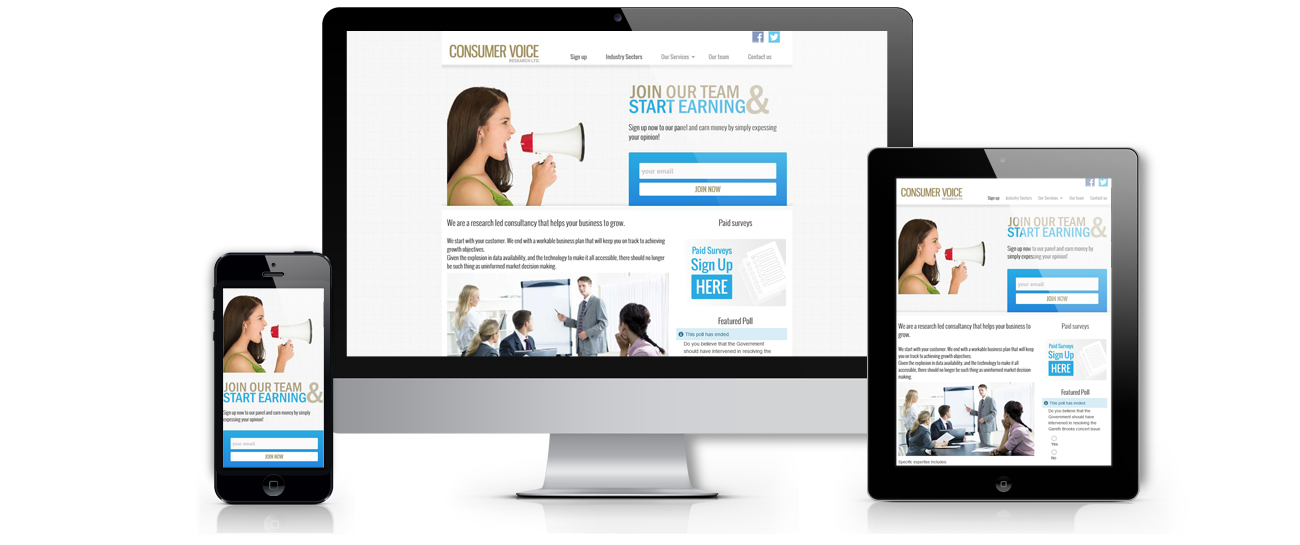 CONSUMER VOICE
RESEARCH LTD
Sign up
Industry Sectors
Our Services
Our team
Contact us
JOIN OUR TEAM
START EARNING &
Sign up now to our panel and earn money by simply expessing
your opinion!
your email
JOIN NOW
We are a research led consultancy that helps your business to grow.
We start with your customer. We end with a workable business plan that will keep you on track to achieving
growth objectives.
Given the explosion in data availability, and the technology to make it all accessible, there should no longer
be such thing as uninformed market decision making.
Paid surveys
Paid Surveys
Sign Up
HERE
Featured Poll
This poll has ended
Do you believe that the Government
should have intervened in resolving the
JOIN OUR TEAM
START EARNING &
Sign up now to our panel and earn money by simply
expessing your opinion!
your email
JOIN NOW
CONSUMER VOICE
RESEARCH LTD
Sign up
Industry Sectors
Our Services
Our team
Contact us
JOIN OUR TEAM
START EARNING &
Sign up now to our panel and earn money by
simply expessing your opinion!
your email
JOIN NOW
We are a research led consultancy that helps your business to
grow.
We start with your customer. We end with a workable business plan that will keep
you on track to achieving growth objectives.
Given the explosion in data availability, and the technology to make it all
accessible, there should no longer be such thing as uninformed market decision
making.
Paid surveys
Paid Surveys
Sign Up
HERE
Featured Poll
This poll has ended
Do you believe that the
Government should have
intervened in resolving the
Garth Brooks concert issue
Yes
No
Specific expertise includes: